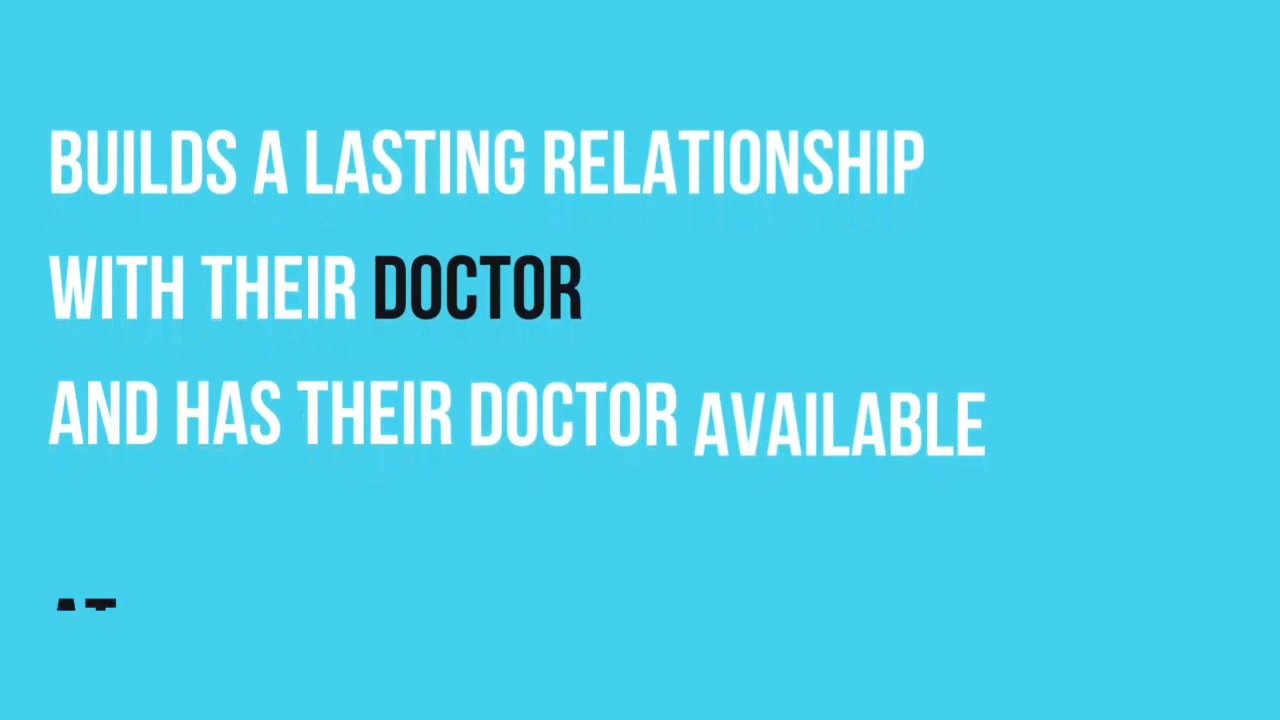 BUILDS A LASTING RELATIONSHIP
WITH THEIR DOCTOR
AND HAS THEIR DOCTOR AVAILABLE